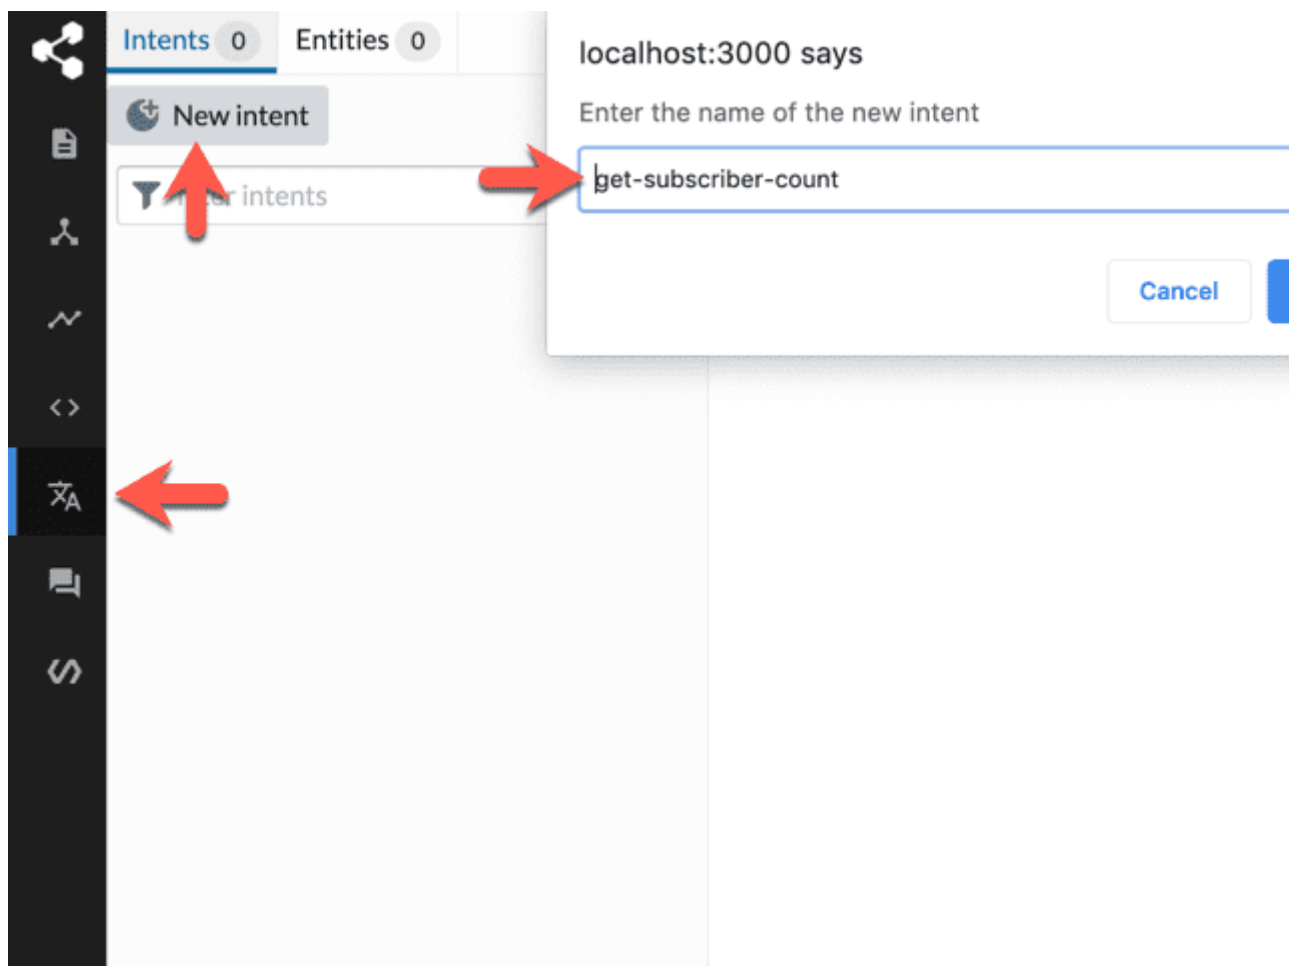 Intents 0 Entities 0
New intent
intents
localhost:3000 says
Enter the name of the new intent
get-subscriber-count
Cancel